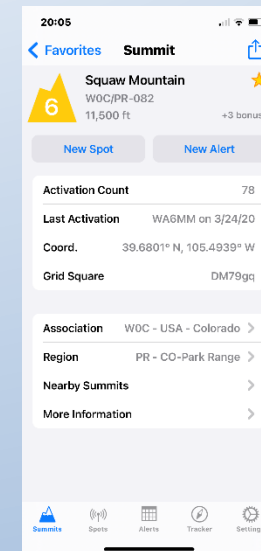 20:05
Favorites Summit
Squaw Mountain
6
W0C/PR-082
11,500 ft +3 bonus
New Spot New Alert
Activation Count 78
Last Activation WA6MM on 3/24/20
Coord. 39.6801° N, 105.4939° W
Grid Square DM79gq
Association W0C - USA - Colorado
Region PR - CO-Park Range
Nearby Summits
More Information
Summits Spots Alerts Tracker Setting